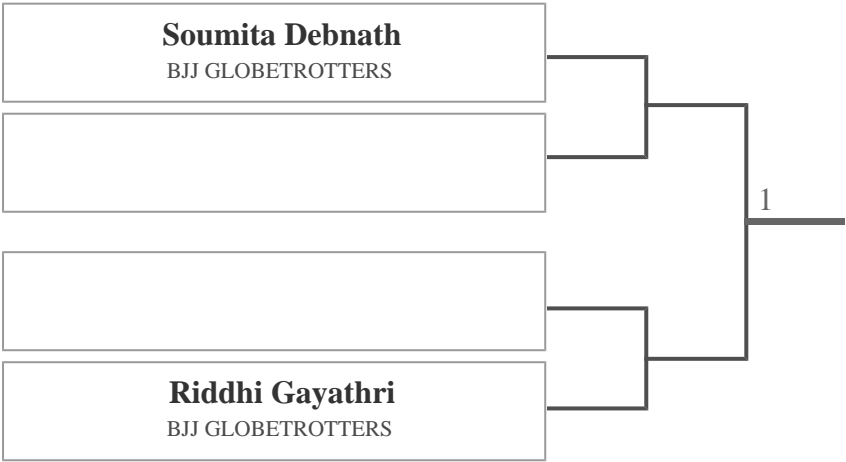 Soumita Debnath
BJJ GLOBETROTTERS
1
Riddhi Gayathri
BJJ GLOBETROTTERS